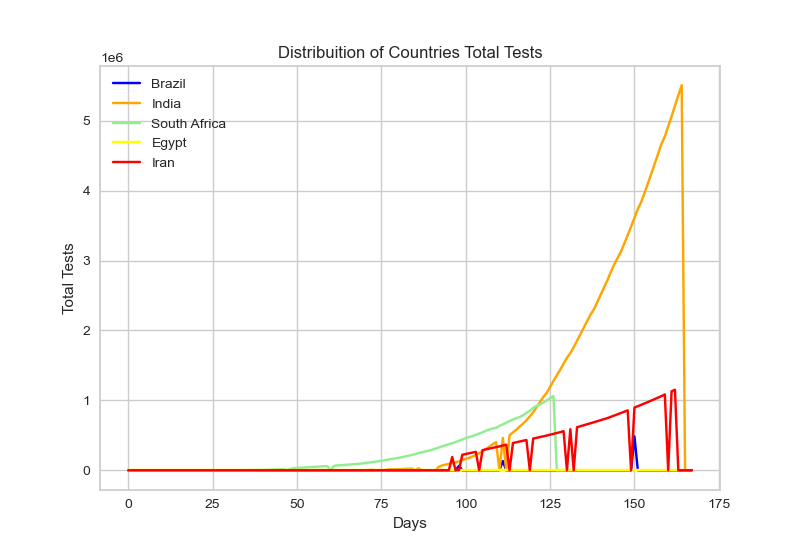 Distribuition of Countries Total Tests
1e6
Brazil
India
South Africa
Egypt
Iran
5
4
3
2
1
0
Total Tests
0 25 50 75 100 125 150 175
Days